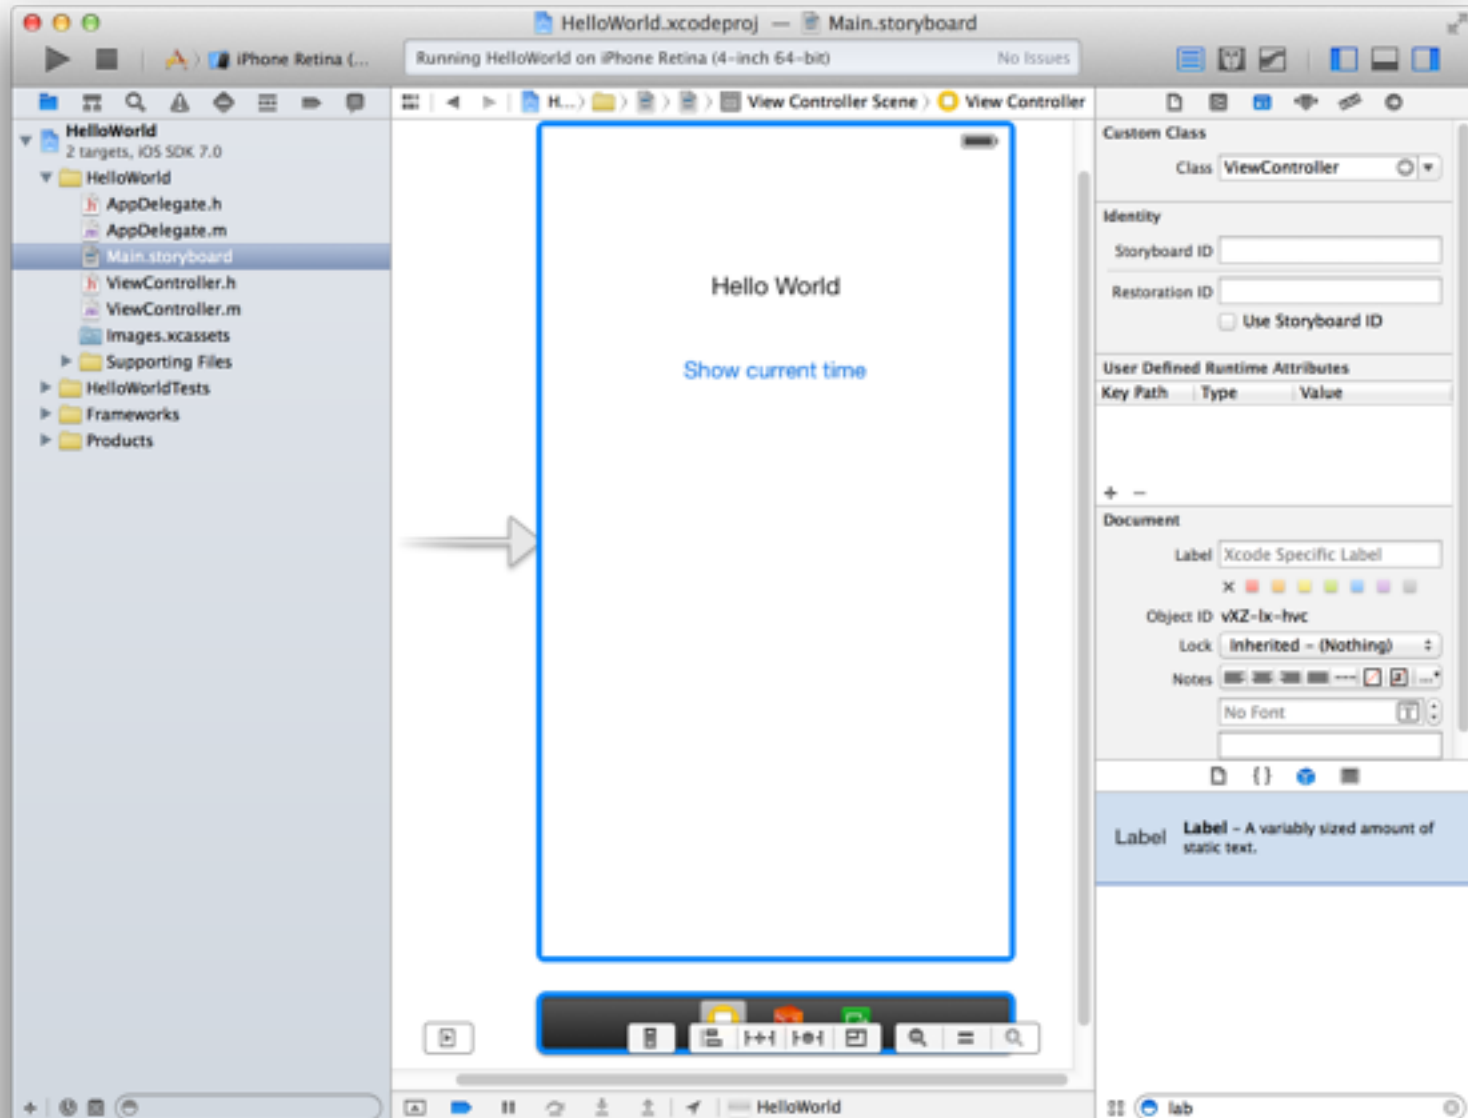 HelloWorld.xcodeproj — Main.storyboard
iPhone Retina (...
Running HelloWorld on iPhone Retina (4-inch 64-bit)
No Issues
H...
View Controller Scene
View Controller
HelloWorld
2 targets, iOS SDK 7.0
HelloWorld
AppDelegate.h
AppDelegate.m
Main.storyboard
ViewController.h
ViewController.m
Images.xcassets
Supporting Files
HelloWorldTests
Frameworks
Products
Hello World
Show current time
Custom Class
Class ViewController
Identity
Storyboard ID
Restoration ID
Use Storyboard ID
User Defined Runtime Attributes
Key Path Type Value
Document
Label Xcode Specific Label
Object ID vXZ-lx-hvc
Lock Inherited - (Nothing)
Notes
No Font
Label
Label - A variably sized amount of
static text.
HelloWorld
lab